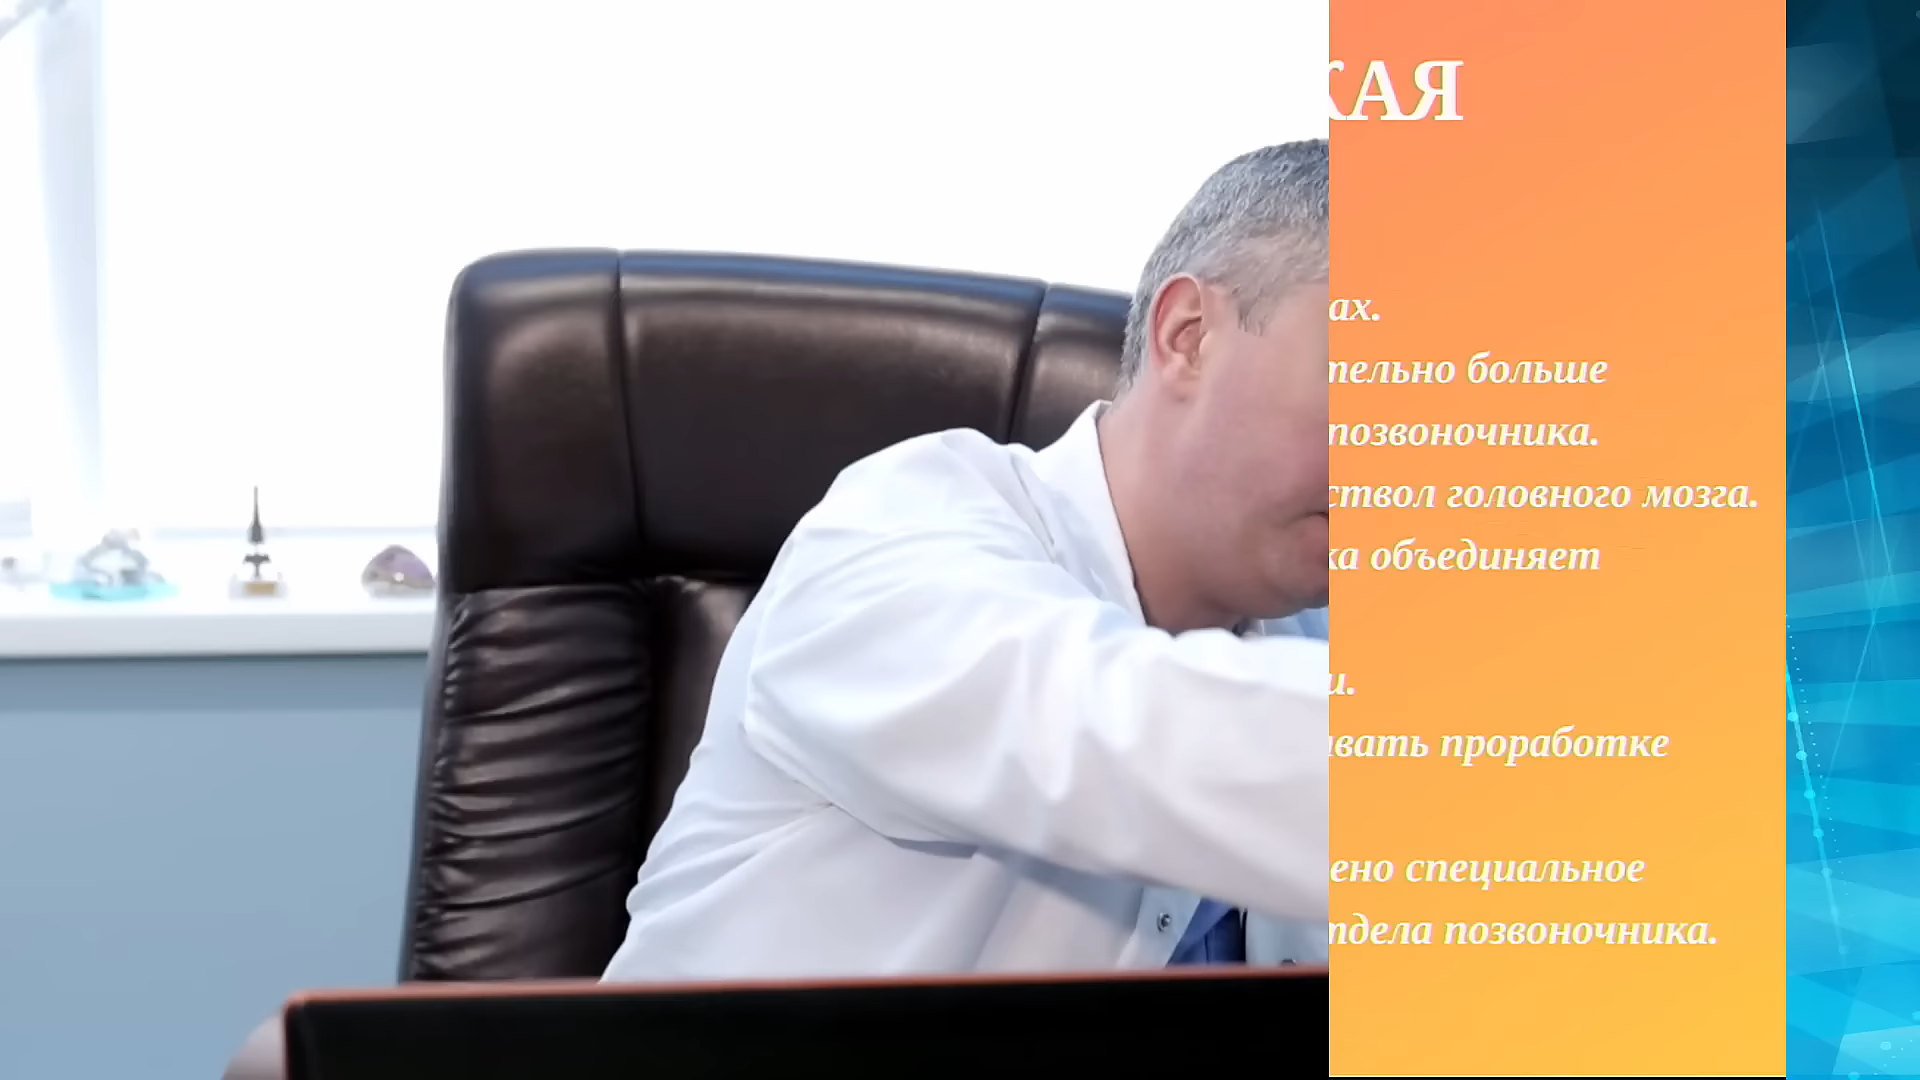 КАЯ
ах.
тельно больше
позвоночника.
ствол головного мозга.
ка объединяет
и.
вать проработке
ено специальное
тдела позвоночника.